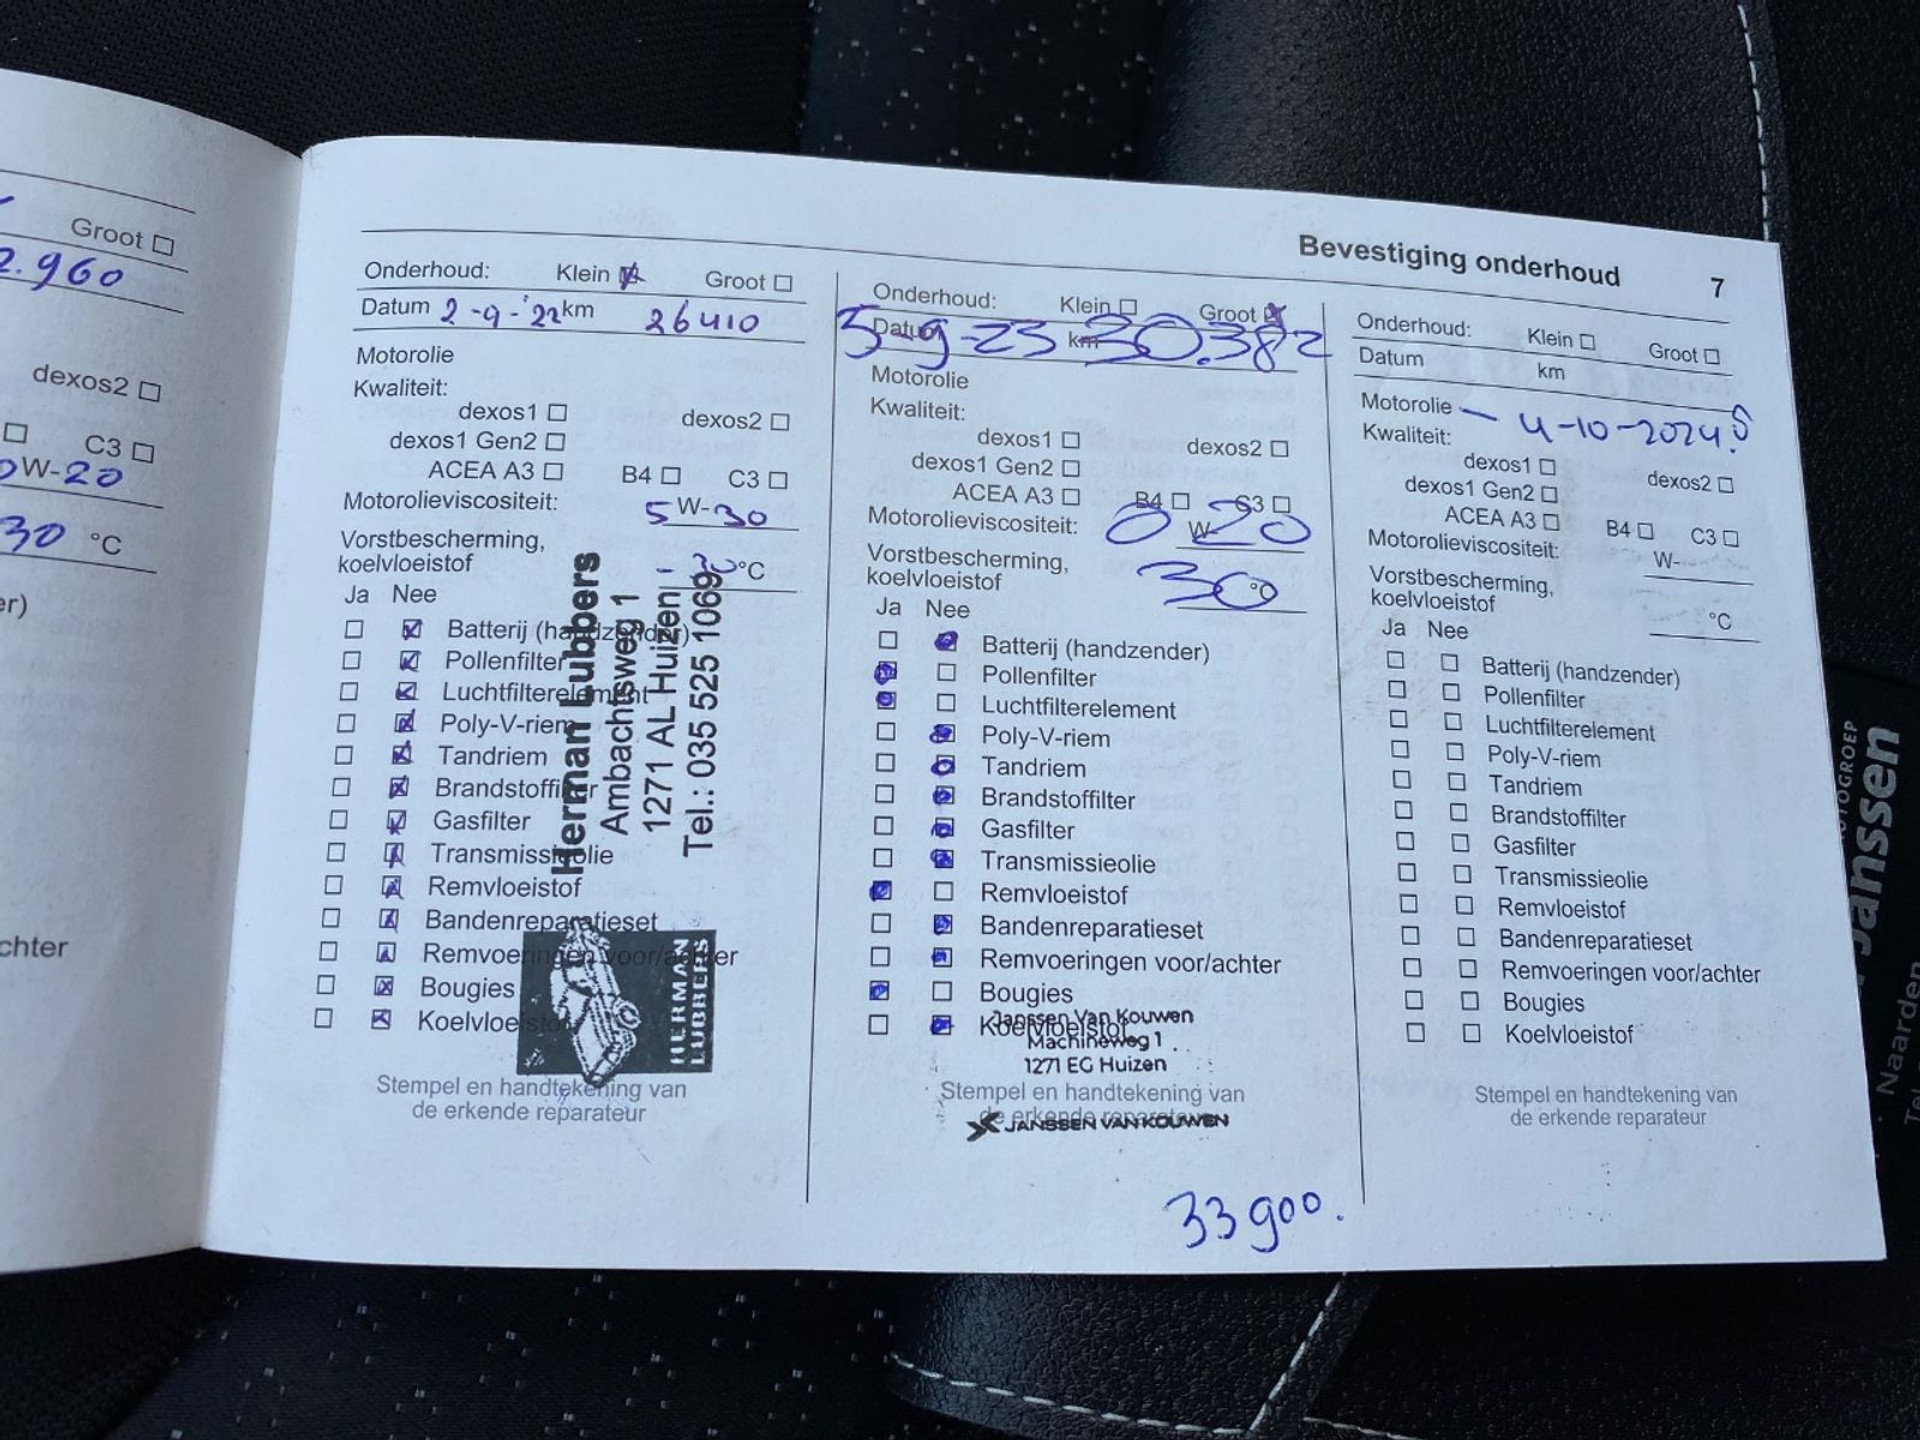 Groot
2.960
dexos2
C3
W-20
30 °C
er)
chter
Bevestiging onderhoud 7
Onderhoud: Klein Groot
Datum 2-9-'22 km 26410
Motorolie
Kwaliteit:
dexos1 dexos2
dexos1 Gen2
ACEA A3 B4 C3
Motorolieviscositeit: 5 W-30
Vorstbescherming,
koelvloeistof -30 °C
Ja Nee
Batterij (handzender)
Pollenfilter
Luchtfilterelement
Poly-V-riem
Tandriem
Brandstoffilter
Gasfilter
Transmissieolie
Remvloeistof
Bandenreparatieset
Remvoeringen voor/achter
Bougies
Koelvloeistof
Herman Lubbers
Ambachtsweg 1
1271 AL Huizen
Tel.: 035 525 1069
HERMAN
LUBBERS
Stempel en handtekening van
de erkende reparateur
Onderhoud: Klein Groot
Datum 5-9-23 km 30.382
Motorolie
Kwaliteit:
dexos1 dexos2
dexos1 Gen2
ACEA A3 B4 C3
Motorolieviscositeit: 0 W- 20
Vorstbescherming,
koelvloeistof 30 °C
Ja Nee
Batterij (handzender)
Pollenfilter
Luchtfilterelement
Poly-V-riem
Tandriem
Brandstoffilter
Gasfilter
Transmissieolie
Remvloeistof
Bandenreparatieset
Remvoeringen voor/achter
Bougies
Koelvloeistof
Janssen Van Kouwen
Machineweg 1
1271 EG Huizen
Stempel en handtekening van
de erkende reparateur
JANSSEN VAN KOUWEN
33900.
Onderhoud: Klein Groot
Datum km
Motorolie - 4-10-2024
Kwaliteit:
dexos1 dexos2
dexos1 Gen2
ACEA A3 B4 C3
Motorolieviscositeit: W-
Vorstbescherming,
koelvloeistof °C
Ja Nee
Batterij (handzender)
Pollenfilter
Luchtfilterelement
Poly-V-riem
Tandriem
Brandstoffilter
Gasfilter
Transmissieolie
Remvloeistof
Bandenreparatieset
Remvoeringen voor/achter
Bougies
Koelvloeistof
Stempel en handtekening van
de erkende reparateur
Janssen
Naarden